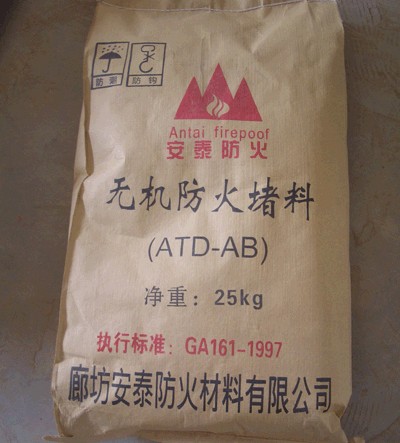 防潮 防钩
Antai firepoof
安泰防火
无机防火堵料
(ATD-AB)
净重：25kg
执行标准：GA161-1997
廊坊安泰防火材料有限公司